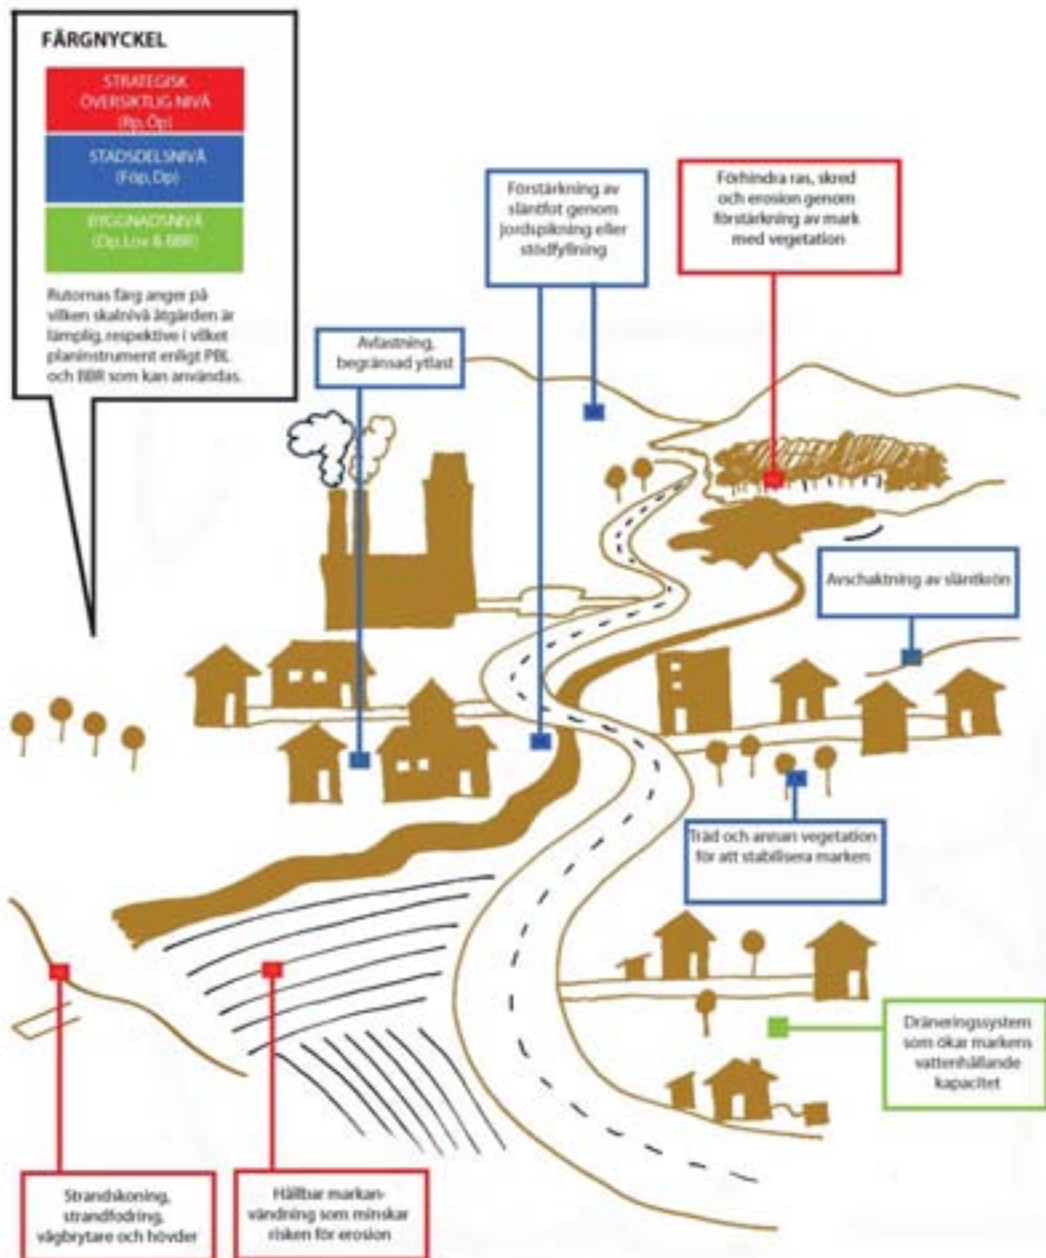 FÄRGNYCKEL
STRATEGISK
ÖVERSIKTLIG NIVÅ
(Rp, Öp)
STADSDELSNIVÅ
(Föp, Dp)
BYGGNADSNIVÅ
(Dp, Lov & BBR)
Rutornas färg anger på
vilken skalnivå åtgärden är
lämplig, respektive i vilket
planinstrument enligt PBL
och BBR som kan användas.
Förstärkning av
släntfot genom
jordspikning eller
stödfyllning
Förhindra ras, skred
och erosion genom
förstärkning av mark
med vegetation
Avlastning,
begränsad ytlast
Avschaktning av släntkrön
Träd och annan vegetation
för att stabilisera marken
Dräneringssystem
som ökar markens
vattenhållande
kapacitet
Strandskoning,
strandfodring,
vågbrytare och hövder
Hållbar markan-
vändning som minskar
risken för erosion